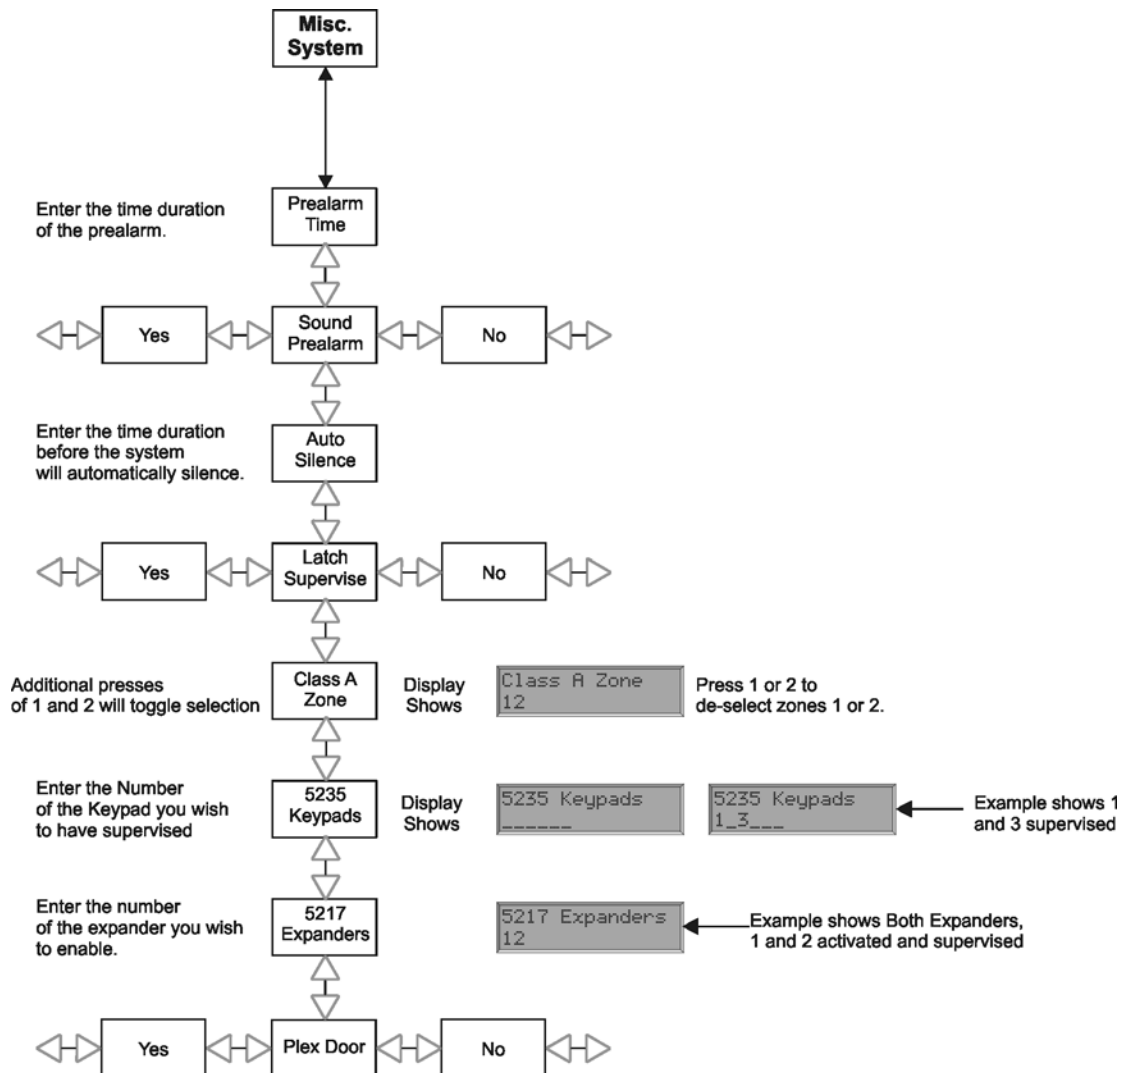 Misc.
System
Enter the time duration
of the prealarm.
Prealarm
Time
Yes
Sound
Prealarm
No
Enter the time duration
before the system
will automatically silence.
Auto
Silence
Yes
Latch
Supervise
No
Additional presses
of 1 and 2 will toggle selection
Class A
Zone
Display
Shows
Class A Zone
12
Press 1 or 2 to
de-select zones 1 or 2.
Enter the Number
of the Keypad you wish
to have supervised
5235
Keypads
Display
Shows
5235 Keypads
______
5235 Keypads
1_3___
Example shows 1
and 3 supervised
Enter the number
of the expander you wish
to enable.
5217
Expanders
5217 Expanders
12
Example shows Both Expanders,
1 and 2 activated and supervised
Yes
Plex Door
No